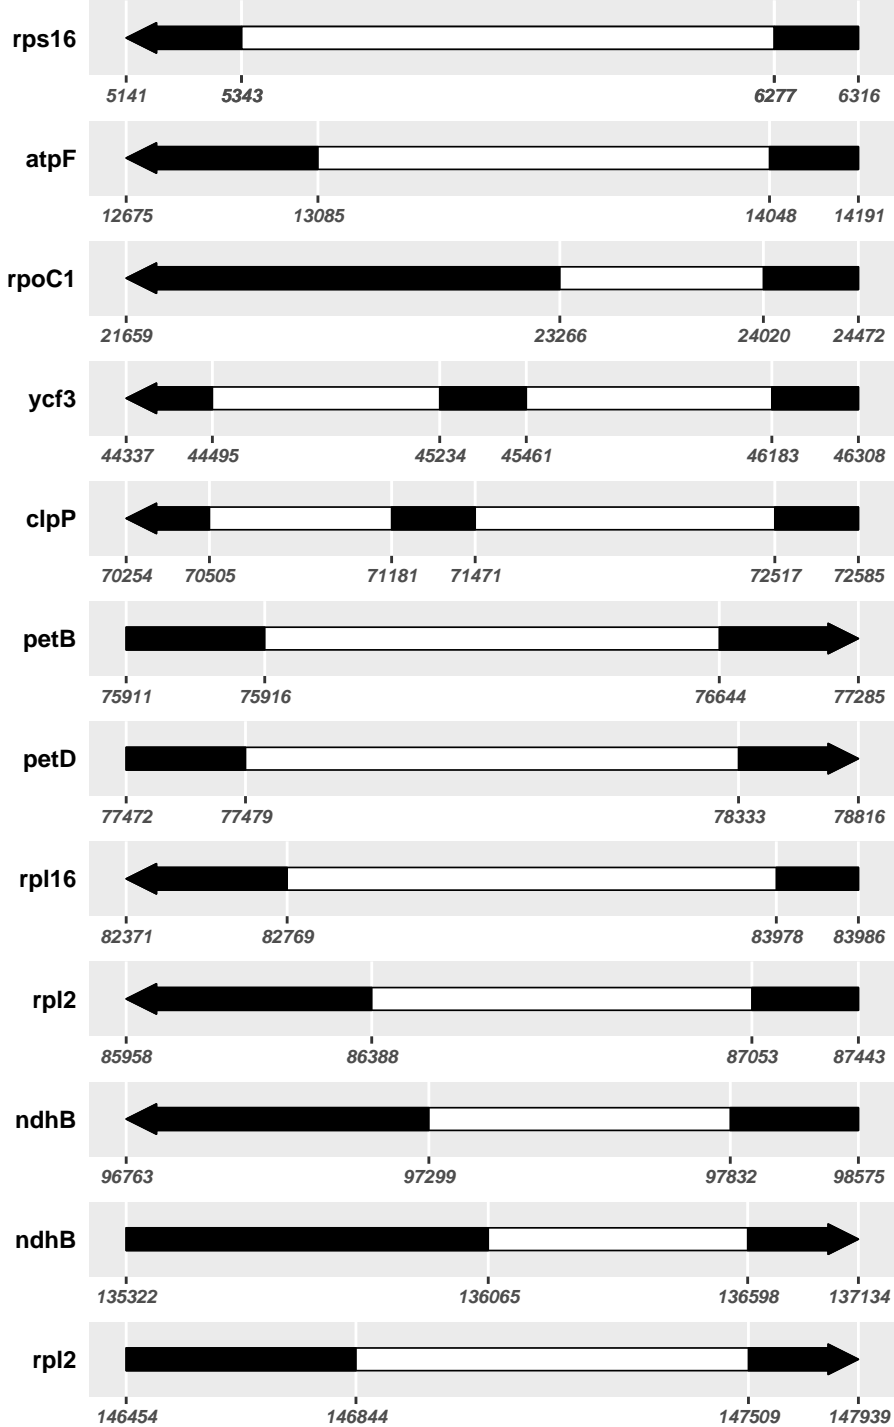 rps16
5141 5343 6277 6316
atpF
12675 13085 14048 14191
rpoC1
21659 23266 24020 24472
ycf3
44337 44495 45234 45461 46183 46308
clpP
70254 70505 71181 71471 72517 72585
petB
75911 75916 76644 77285
petD
77472 77479 78333 78816
rpl16
82371 82769 83978 83986
rpl2
85958 86388 87053 87443
ndhB
96763 97299 97832 98575
ndhB
135322 136065 136598 137134
rpl2
146454 146844 147509 147939